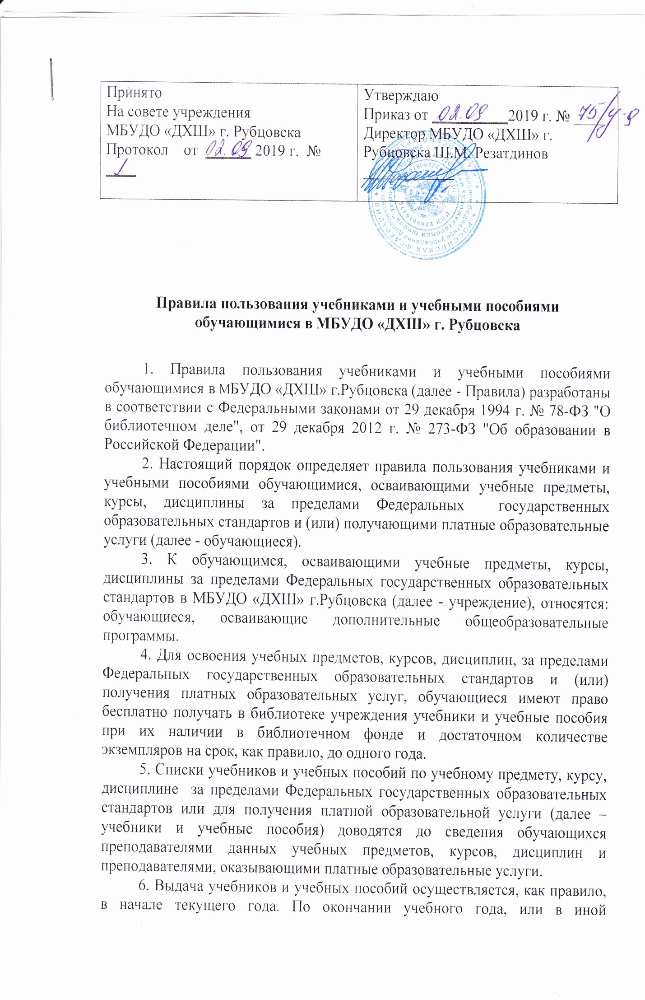 Принято
На совете учреждения
МБУДО «ДХШ» г. Рубцовска
Протокол от 02.09 2019 г. №
1
Утверждаю
Приказ от 02.09 2019 г. № 75/у-д
Директор МБУДО «ДХШ» г.
Рубцовска Ш.М. Резатдинов
Правила пользования учебниками и учебными пособиями
обучающимися в МБУДО «ДХШ» г. Рубцовска
1. Правила пользования учебниками и учебными пособиями
обучающимися в МБУДО «ДХШ» г.Рубцовска (далее - Правила) разработаны
в соответствии с Федеральными законами от 29 декабря 1994 г. № 78-ФЗ "О
библиотечном деле", от 29 декабря 2012 г. № 273-ФЗ "Об образовании в
Российской Федерации".
2. Настоящий порядок определяет правила пользования учебниками и
учебными пособиями обучающимися, осваивающими учебные предметы,
курсы, дисциплины за пределами Федеральных государственных
образовательных стандартов и (или) получающими платные образовательные
услуги (далее - обучающиеся).
3. К обучающимся, осваивающими учебные предметы, курсы,
дисциплины за пределами Федеральных государственных образовательных
стандартов в МБУДО «ДХШ» г.Рубцовска (далее - учреждение), относятся:
обучающиеся, осваивающие дополнительные общеобразовательные
программы.
4. Для освоения учебных предметов, курсов, дисциплин, за пределами
Федеральных государственных образовательных стандартов и (или)
получения платных образовательных услуг, обучающиеся имеют право
бесплатно получать в библиотеке учреждения учебники и учебные пособия
при их наличии в библиотечном фонде и достаточном количестве
экземпляров на срок, как правило, до одного года.
5. Списки учебников и учебных пособий по учебному предмету, курсу,
дисциплине за пределами Федеральных государственных образовательных
стандартов или для получения платной образовательной услуги (далее –
учебники и учебные пособия) доводятся до сведения обучающихся
преподавателями данных учебных предметов, курсов, дисциплин и
преподавателями, оказывающими платные образовательные услуги.
6. Выдача учебников и учебных пособий осуществляется, как правило,
в начале текущего года. По окончании учебного года, или в иной